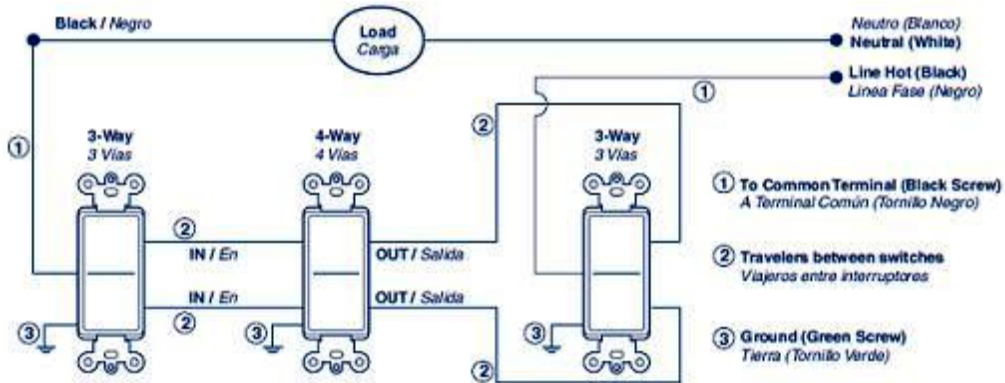 Black / Negro
Load
Carga
Neutro (Blanco)
Neutral (White)
Line Hot (Black)
Linea Fase (Negro)
1
2
1
3-Way
3 Vías
4-Way
4 Vías
3-Way
3 Vías
1 To Common Terminal (Black Screw)
A Terminal Común (Tornillo Negro)
2
IN / En
OUT / Salida
2 Travelers between switches
Viajeros entre interruptores
IN / En
OUT / Salida
2
3
3
3
3 Ground (Green Screw)
Tierra (Tornillo Verde)
2